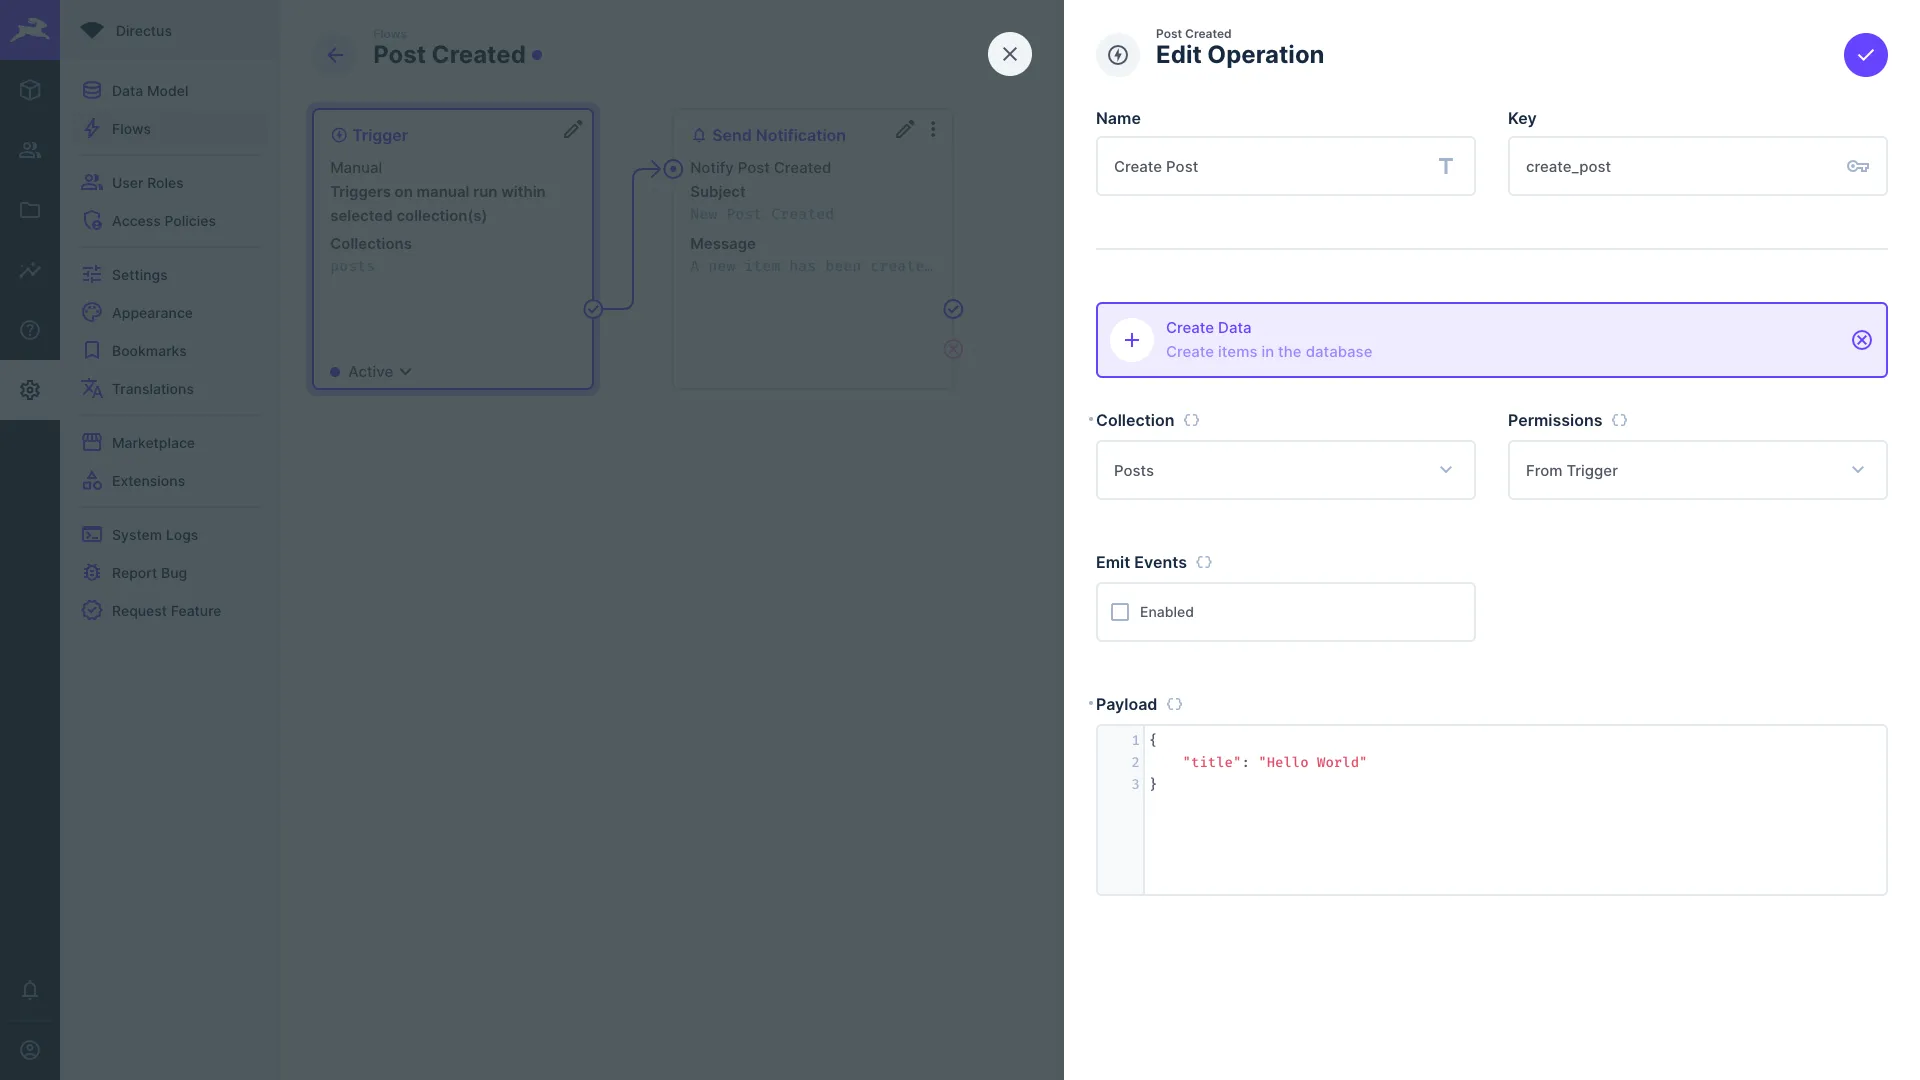 Directus
Data Model
Flows
User Roles
Access Policies
Settings
Appearance
Bookmarks
Translations
Marketplace
Extensions
System Logs
Report Bug
Request Feature
Flows
Post Created
Trigger
Manual
Triggers on manual run within
selected collection(s)
Collections
posts
Active
Send Notification
Notify Post Created
Subject
New Post Created
Message
A new item has been create…
Post Created
Edit Operation
Name
Key
Create Post
create_post
Create Data
Create items in the database
Collection
Permissions
Posts
From Trigger
Emit Events
Enabled
Payload
1 {
2 "title": "Hello World"
3 }